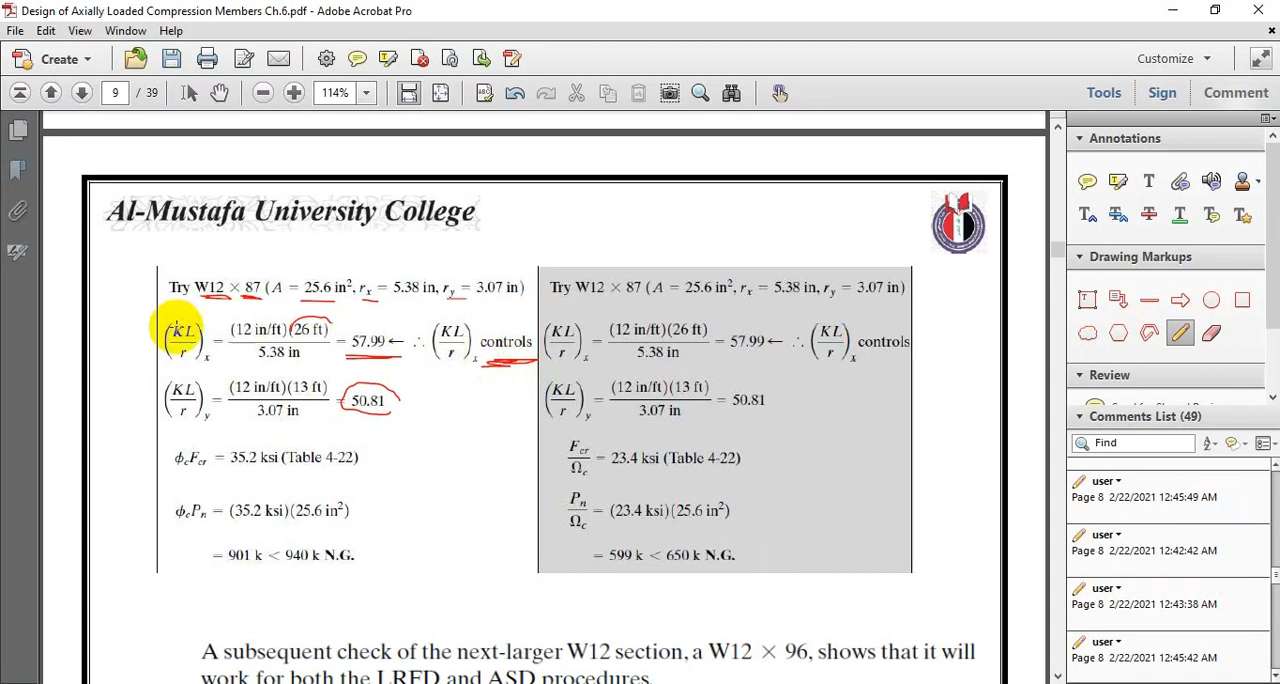 Design of Axially Loaded Compression Members Ch.6.pdf - Adobe Acrobat Pro
File Edit View Window Help
Create Customize
9 / 39 114% Tools Sign Comment
Al-Mustafa University College
Try W12 × 87 (A = 25.6 in², rₓ = 5.38 in, r_y = 3.07 in)
(KL/r)ₓ = (12 in/ft)(26 ft) / 5.38 in = 57.99 ← ∴ (KL/r)ₓ controls
(KL/r)_y = (12 in/ft)(13 ft) / 3.07 in = 50.81
ϕcFcr = 35.2 ksi (Table 4-22)
ϕcPn = (35.2 ksi)(25.6 in²)
= 901 k < 940 k N.G.
Try W12 × 87 (A = 25.6 in², rₓ = 5.38 in, r_y = 3.07 in)
(KL/r)ₓ = (12 in/ft)(26 ft) / 5.38 in = 57.99 ← ∴ (KL/r)ₓ controls
(KL/r)_y = (12 in/ft)(13 ft) / 3.07 in = 50.81
Fcr/Ωc = 23.4 ksi (Table 4-22)
Pn/Ωc = (23.4 ksi)(25.6 in²)
= 599 k < 650 k N.G.
A subsequent check of the next-larger W12 section, a W12 × 96, shows that it will
work for both the LRFD and ASD procedures.
Annotations
Drawing Markups
Review
Comments List (49)
Find
user
Page 8 2/22/2021 12:45:49 AM
user
Page 8 2/22/2021 12:42:42 AM
user
Page 8 2/22/2021 12:43:38 AM
user
Page 8 2/22/2021 12:45:42 AM